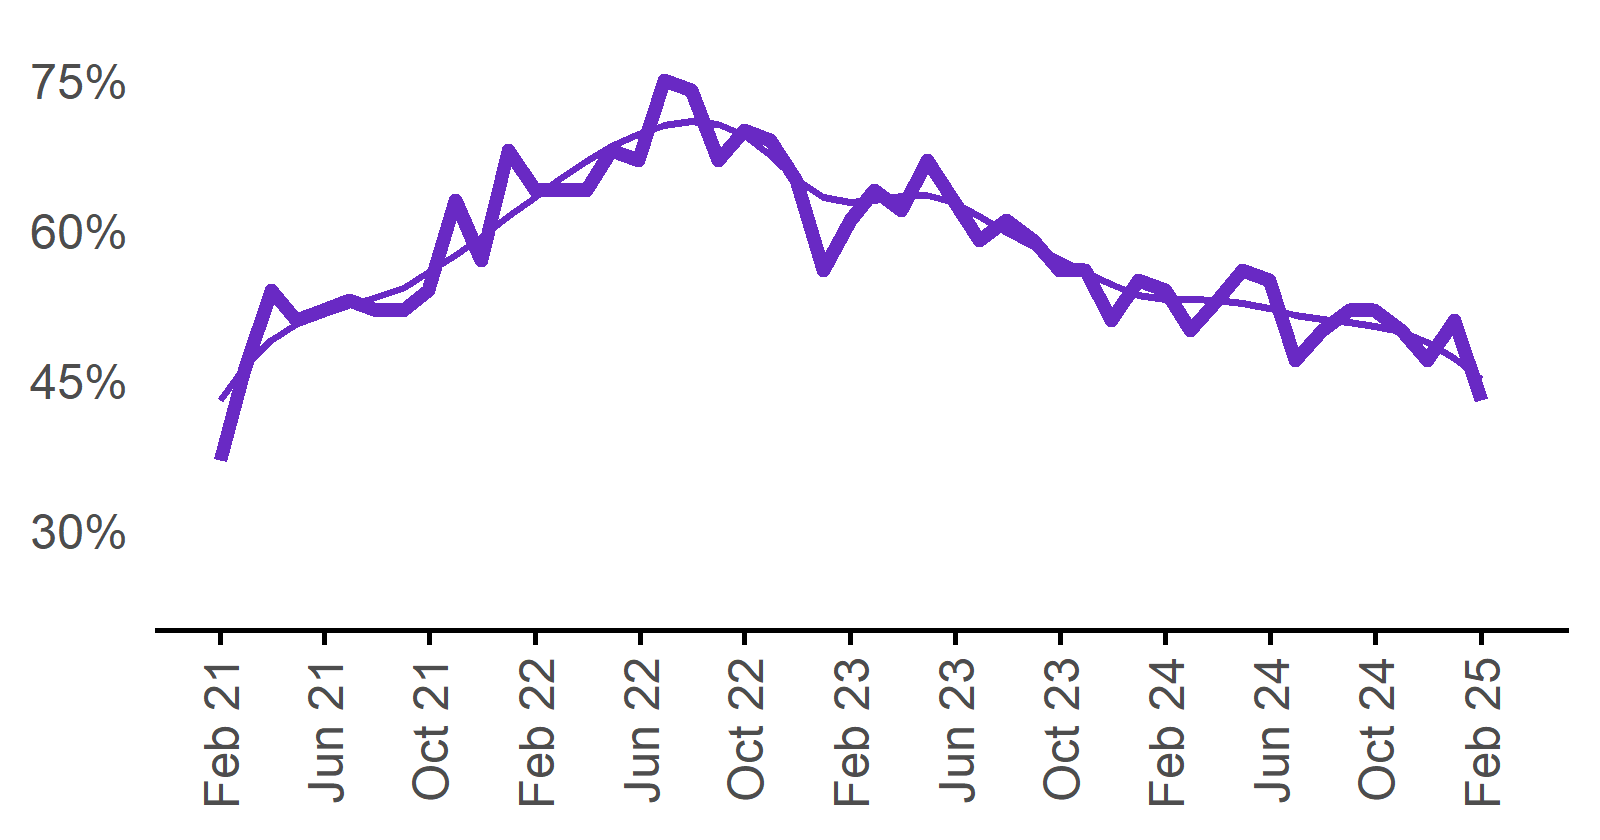 75%
60%
45%
30%
Feb 21
Jun 21
Oct 21
Feb 22
Jun 22
Oct 22
Feb 23
Jun 23
Oct 23
Feb 24
Jun 24
Oct 24
Feb 25